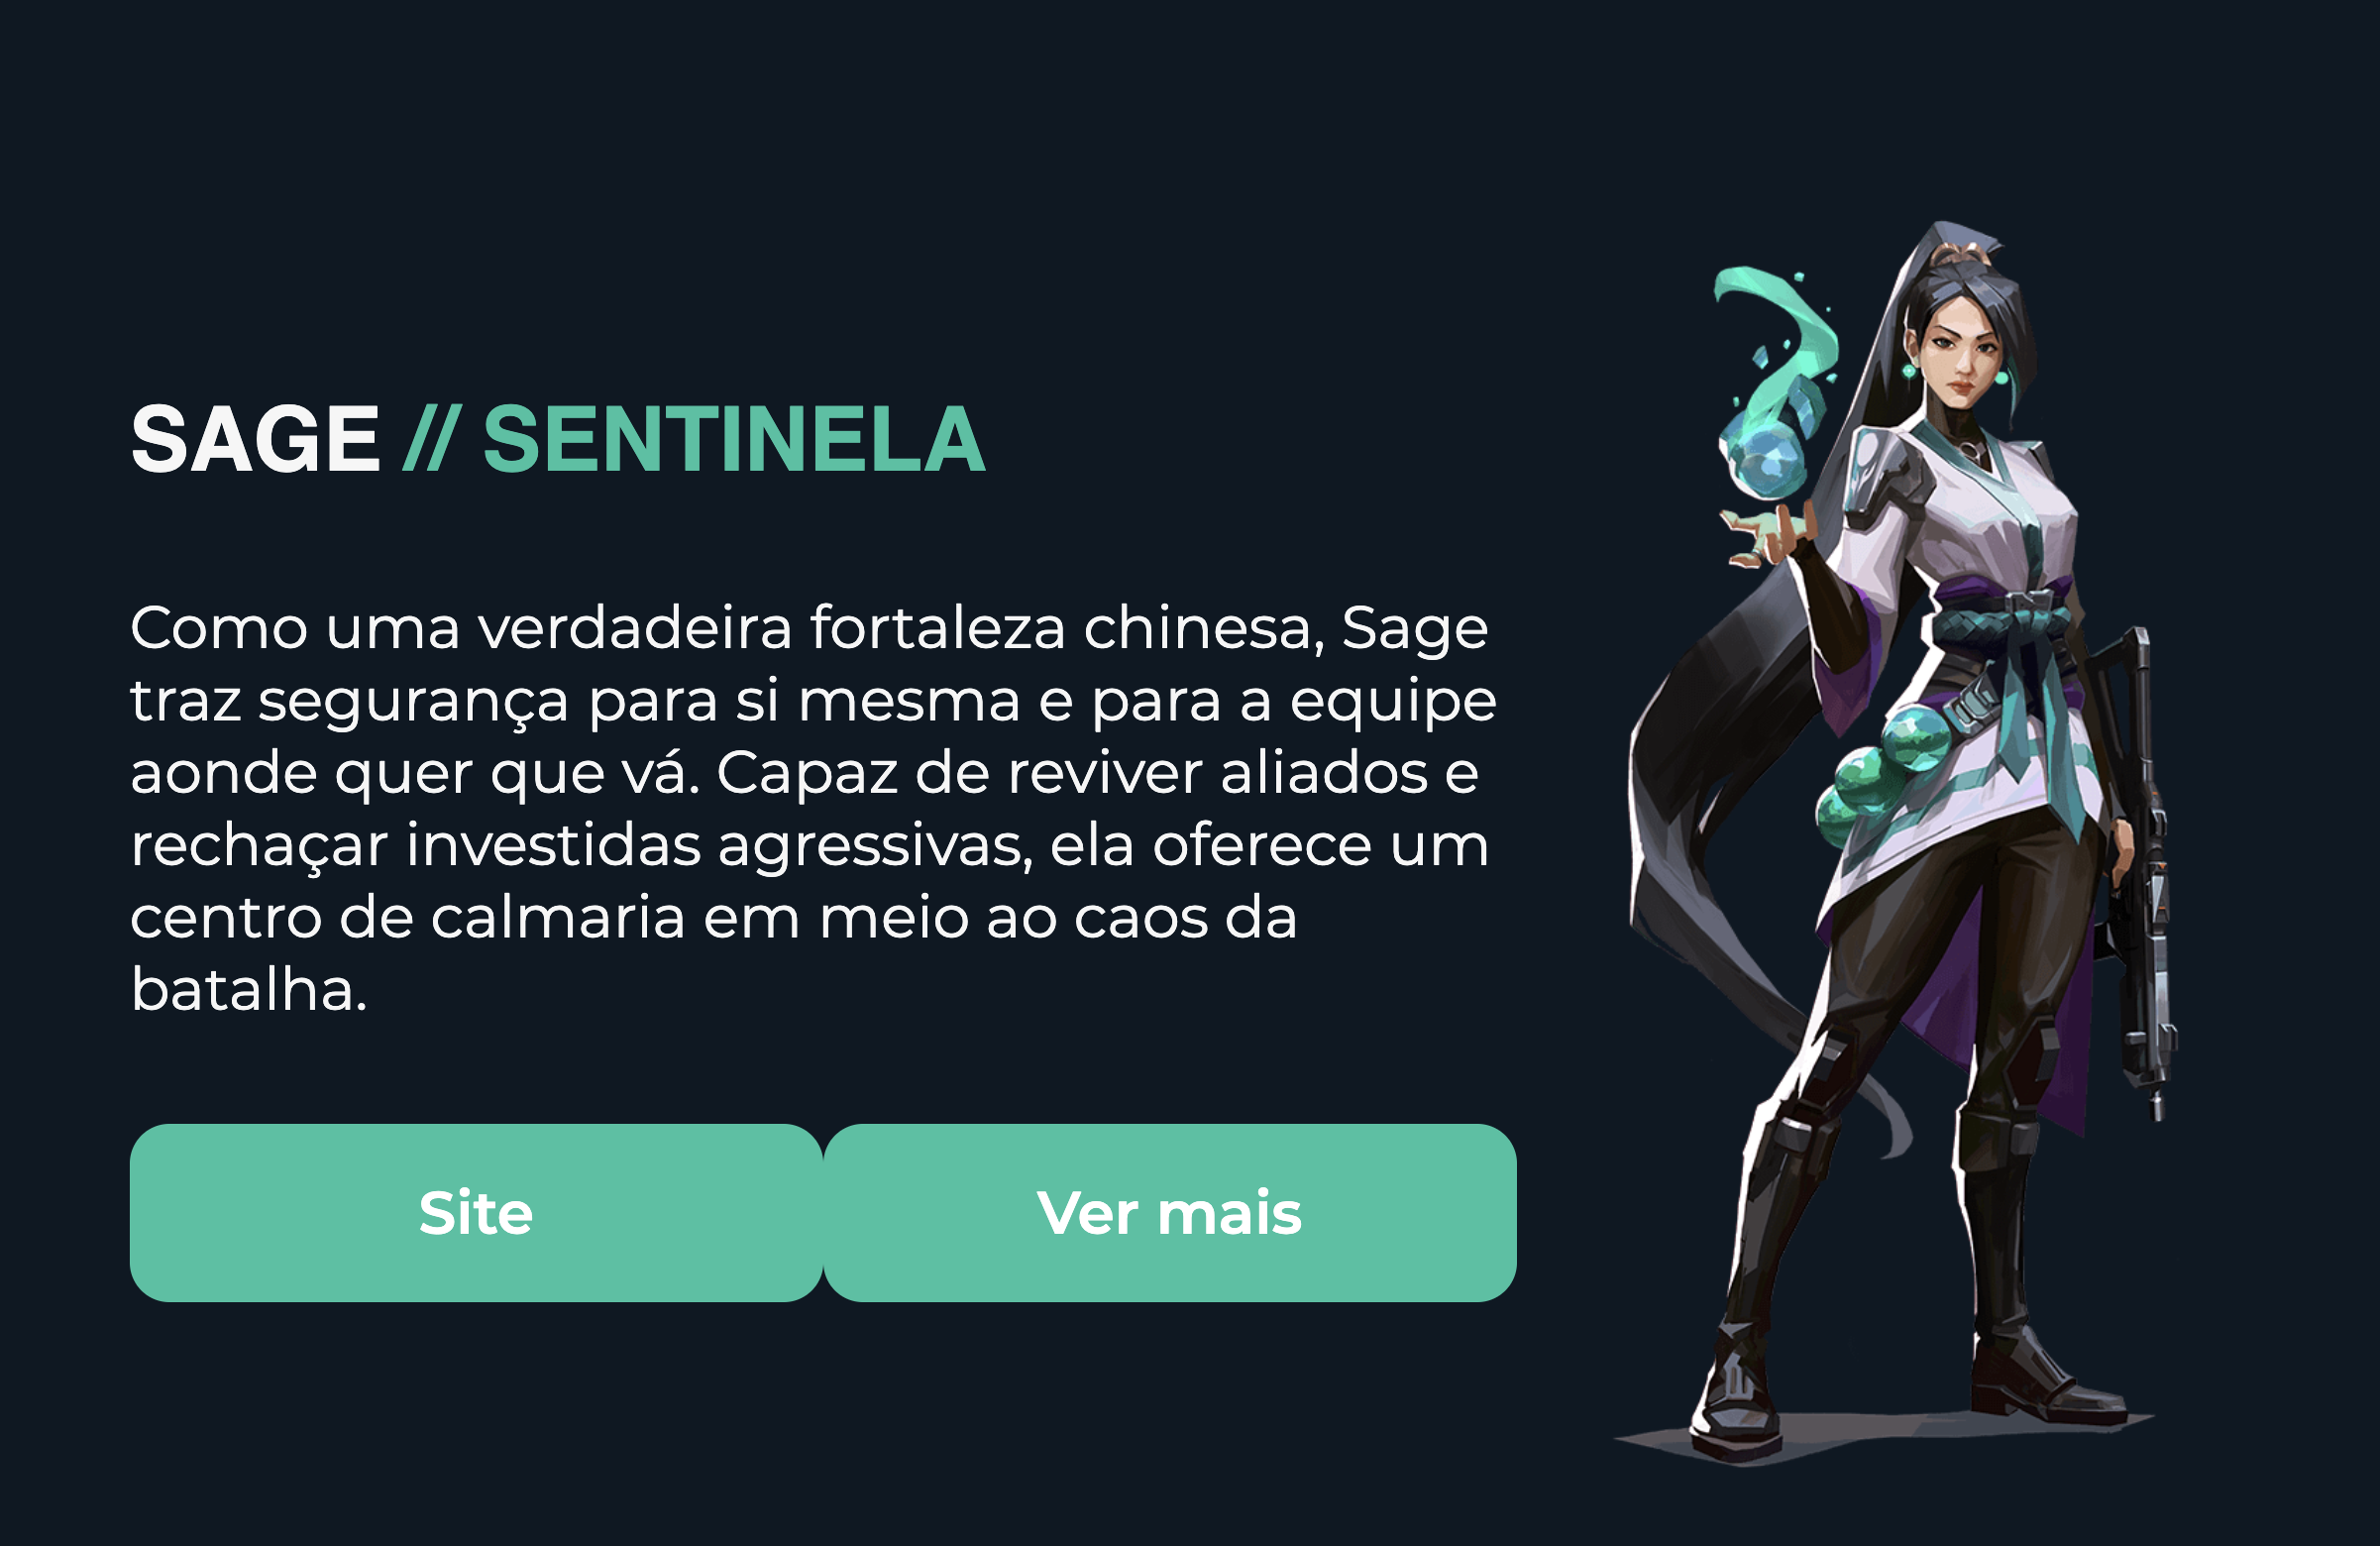 SAGE // SENTINELA
Como uma verdadeira fortaleza chinesa, Sage
traz segurança para si mesma e para a equipe
aonde quer que vá. Capaz de reviver aliados e
rechaçar investidas agressivas, ela oferece um
centro de calmaria em meio ao caos da
batalha.
Site
Ver mais